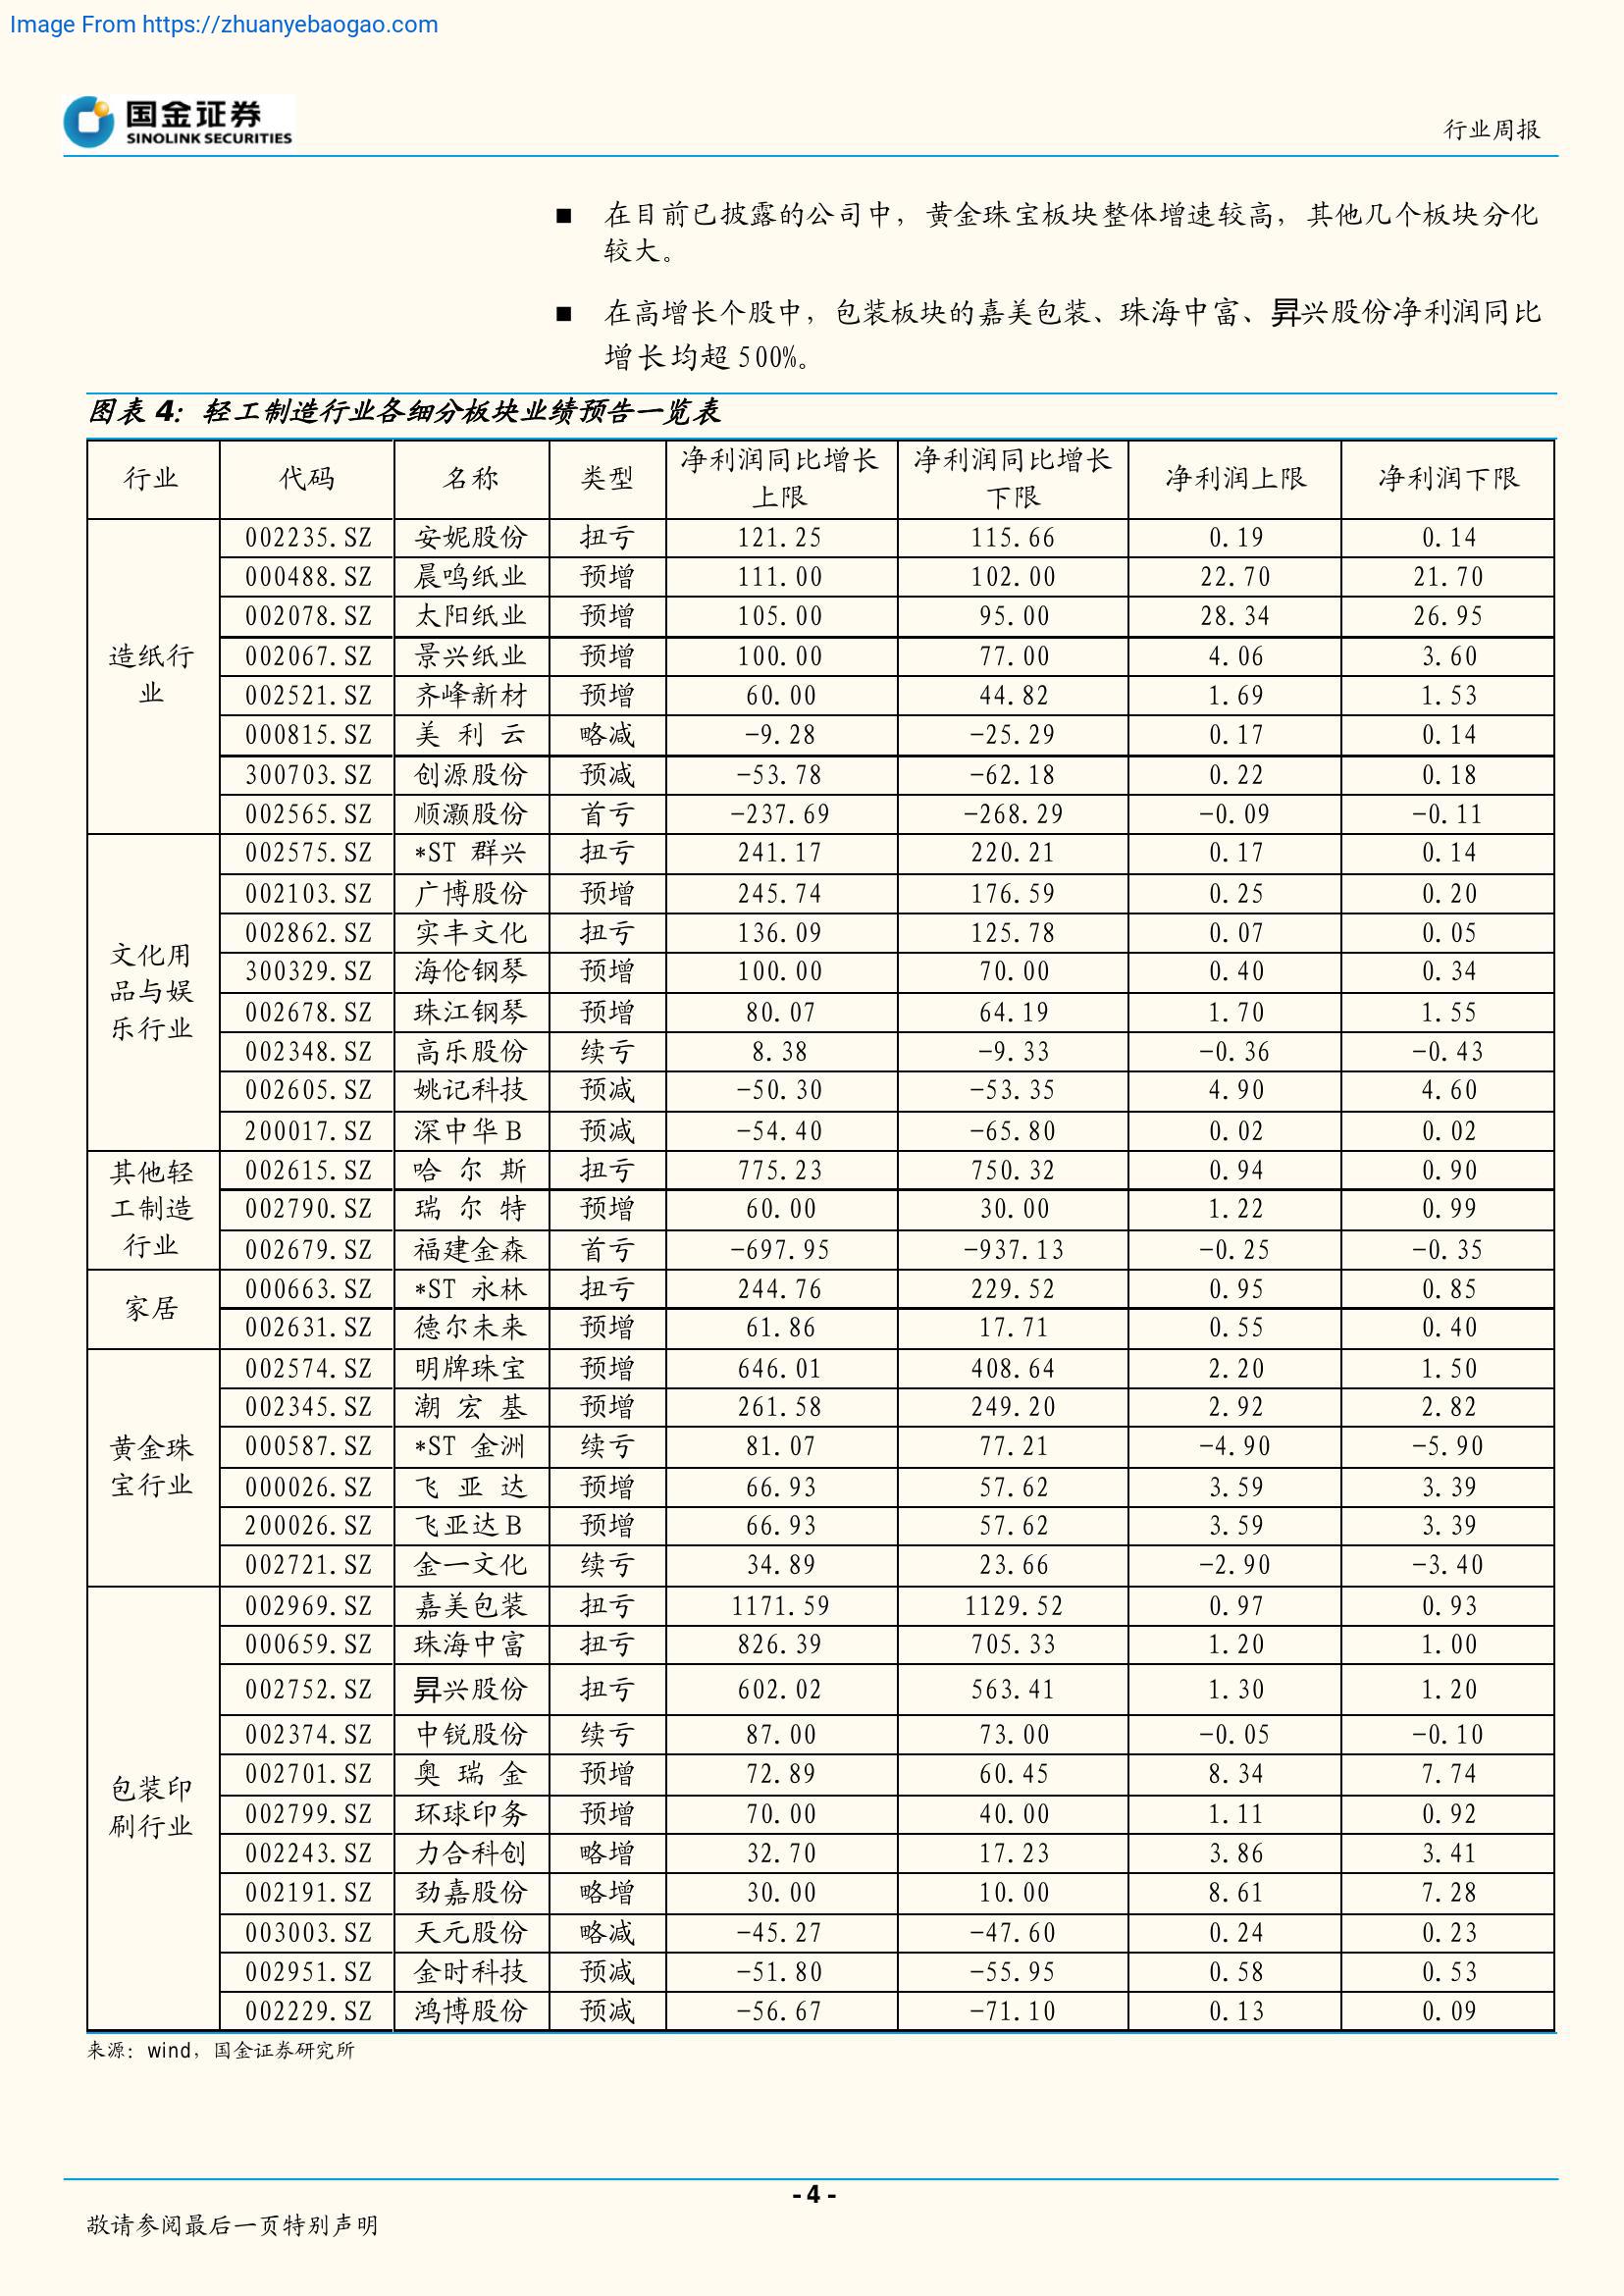 Image From https://zhuanyebaogao.com
国金证券
SINOLINK SECURITIES
行业周报
■ 在目前已披露的公司中，黄金珠宝板块整体增速较高，其他几个板块分化
较大。
■ 在高增长个股中，包装板块的嘉美包装、珠海中富、昇兴股份净利润同比
增长均超 500%。
图表 4：轻工制造行业各细分板块业绩预告一览表
行业 代码 名称 类型 净利润同比增长上限 净利润同比增长下限 净利润上限 净利润下限
造纸行业
002235.SZ 安妮股份 扭亏 121.25 115.66 0.19 0.14
000488.SZ 晨鸣纸业 预增 111.00 102.00 22.70 21.70
002078.SZ 太阳纸业 预增 105.00 95.00 28.34 26.95
002067.SZ 景兴纸业 预增 100.00 77.00 4.06 3.60
002521.SZ 齐峰新材 预增 60.00 44.82 1.69 1.53
000815.SZ 美利云 略减 -9.28 -25.29 0.17 0.14
300703.SZ 创源股份 预减 -53.78 -62.18 0.22 0.18
002565.SZ 顺灏股份 首亏 -237.69 -268.29 -0.09 -0.11
文化用品与娱乐行业
002575.SZ *ST 群兴 扭亏 241.17 220.21 0.17 0.14
002103.SZ 广博股份 预增 245.74 176.59 0.25 0.20
002862.SZ 实丰文化 扭亏 136.09 125.78 0.07 0.05
300329.SZ 海伦钢琴 预增 100.00 70.00 0.40 0.34
002678.SZ 珠江钢琴 预增 80.07 64.19 1.70 1.55
002348.SZ 高乐股份 续亏 8.38 -9.33 -0.36 -0.43
002605.SZ 姚记科技 预减 -50.30 -53.35 4.90 4.60
200017.SZ 深中华B 预减 -54.40 -65.80 0.02 0.02
其他轻工制造行业
002615.SZ 哈尔斯 扭亏 775.23 750.32 0.94 0.90
002790.SZ 瑞尔特 预增 60.00 30.00 1.22 0.99
002679.SZ 福建金森 首亏 -697.95 -937.13 -0.25 -0.35
家居
000663.SZ *ST 永林 扭亏 244.76 229.52 0.95 0.85
002631.SZ 德尔未来 预增 61.86 17.71 0.55 0.40
黄金珠宝行业
002574.SZ 明牌珠宝 预增 646.01 408.64 2.20 1.50
002345.SZ 潮宏基 预增 261.58 249.20 2.92 2.82
000587.SZ *ST 金洲 续亏 81.07 77.21 -4.90 -5.90
000026.SZ 飞亚达 预增 66.93 57.62 3.59 3.39
200026.SZ 飞亚达B 预增 66.93 57.62 3.59 3.39
002721.SZ 金一文化 续亏 34.89 23.66 -2.90 -3.40
包装印刷行业
002969.SZ 嘉美包装 扭亏 1171.59 1129.52 0.97 0.93
000659.SZ 珠海中富 扭亏 826.39 705.33 1.20 1.00
002752.SZ 昇兴股份 扭亏 602.02 563.41 1.30 1.20
002374.SZ 中锐股份 续亏 87.00 73.00 -0.05 -0.10
002701.SZ 奥瑞金 预增 72.89 60.45 8.34 7.74
002799.SZ 环球印务 预增 70.00 40.00 1.11 0.92
002243.SZ 力合科创 略增 32.70 17.23 3.86 3.41
002191.SZ 劲嘉股份 略增 30.00 10.00 8.61 7.28
003003.SZ 天元股份 略减 -45.27 -47.60 0.24 0.23
002951.SZ 金时科技 预减 -51.80 -55.95 0.58 0.53
002229.SZ 鸿博股份 预减 -56.67 -71.10 0.13 0.09
来源：wind，国金证券研究所
- 4 -
敬请参阅最后一页特别声明